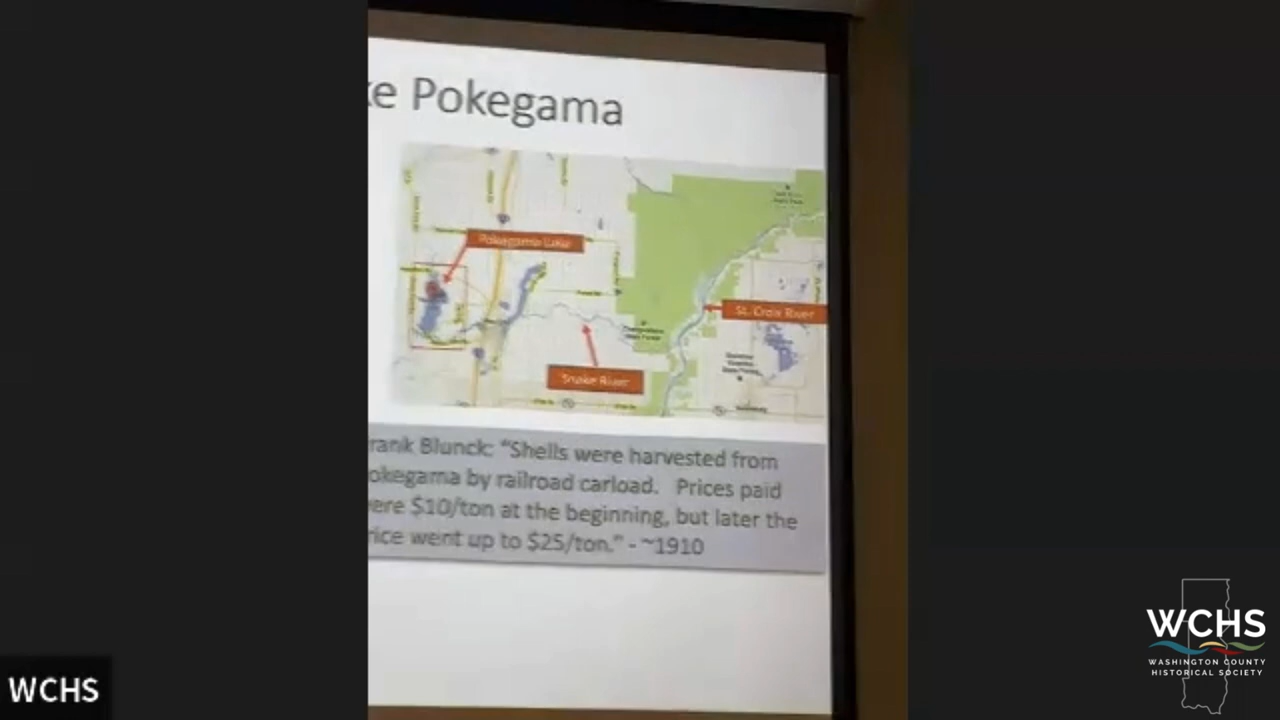 ke Pokegama
Pokegama Lake
St. Croix River
Snake River
rank Blunck: "Shells were harvested from
okegama by railroad carload. Prices paid
ere $10/ton at the beginning, but later the
rice went up to $25/ton." - ~1910
WCHS
WCHS
WASHINGTON COUNTY
HISTORICAL SOCIETY